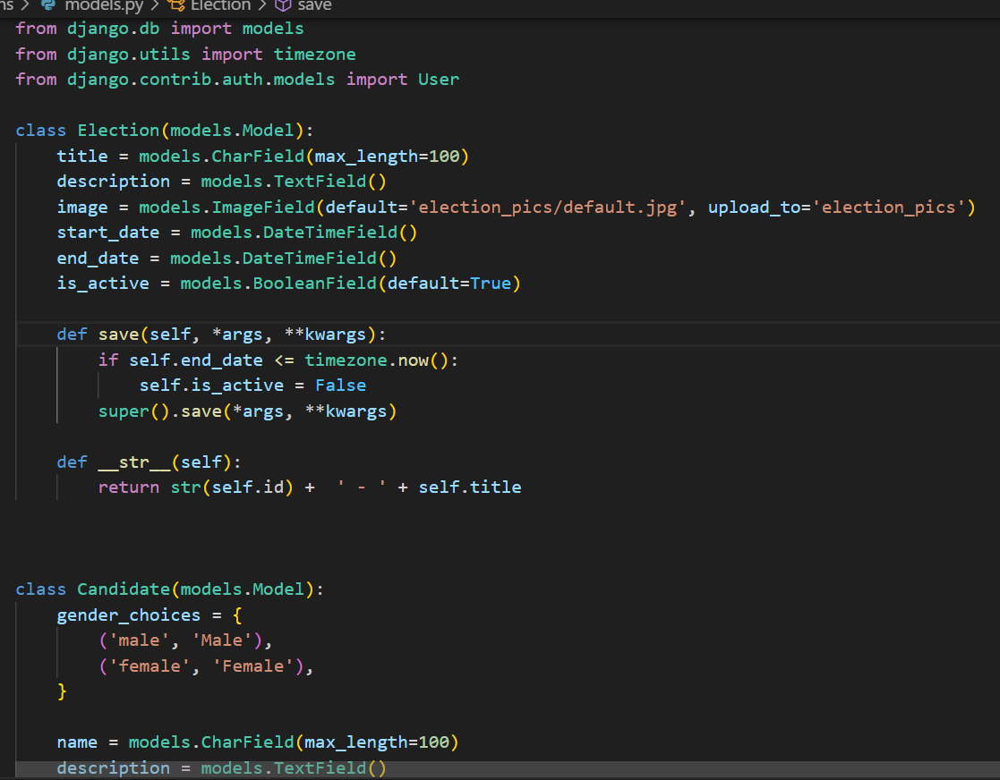 ns > models.py > Election > save
from django.db import models
from django.utils import timezone
from django.contrib.auth.models import User
class Election(models.Model):
    title = models.CharField(max_length=100)
    description = models.TextField()
    image = models.ImageField(default='election_pics/default.jpg', upload_to='election_pics')
    start_date = models.DateTimeField()
    end_date = models.DateTimeField()
    is_active = models.BooleanField(default=True)
    def save(self, *args, **kwargs):
        if self.end_date <= timezone.now():
            self.is_active = False
        super().save(*args, **kwargs)
    def __str__(self):
        return str(self.id) +  ' - ' + self.title
class Candidate(models.Model):
    gender_choices = {
        ('male', 'Male'),
        ('female', 'Female'),
    }
    name = models.CharField(max_length=100)
    description = models.TextField()